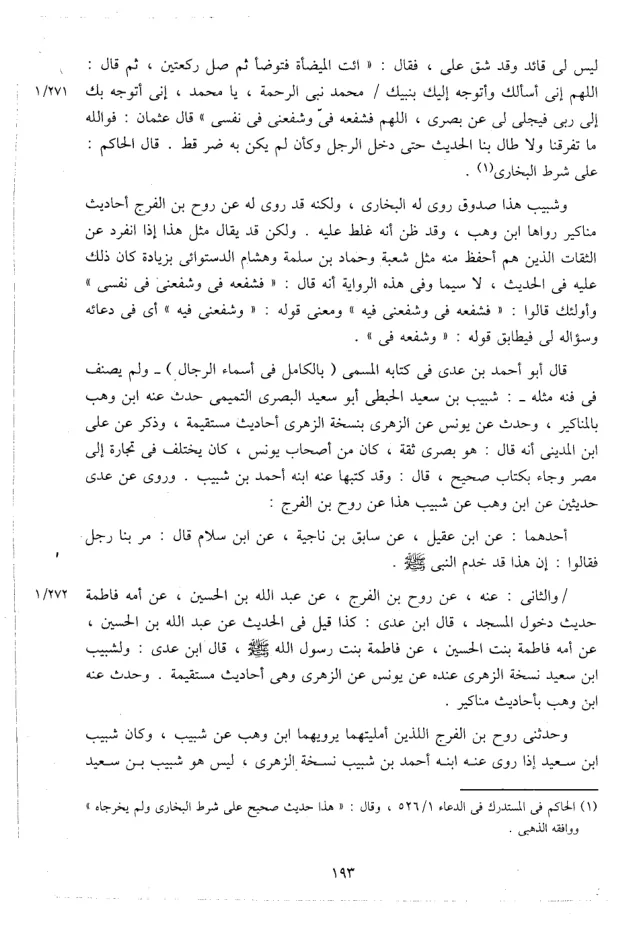 ليس لى قائد وقد شق على ، فقال : « ائت الميضأة فتوضأ ثم صل ركعتين ، ثم قال :
١/٢٧١ اللهم إنى أسألك وأتوجه إليك بنبيك / محمد نبى الرحمة ، يا محمد ، إنى أتوجه بك
إلى ربى فيجلى لى عن بصرى ، اللهم فشفعه فىّ وشفعنى فى نفسى » قال عثمان : فوالله
ما تفرقنا ولا طال بنا الحديث حتى دخل الرجل وكأن لم يكن به ضر قط . قال الحاكم :
على شرط البخارى(١) .
وشبيب هذا صدوق روى له البخارى ، ولكنه قد روى له عن روح بن الفرج أحاديث
مناكير رواها ابن وهب ، وقد ظن أنه غلط عليه . ولكن قد يقال مثل هذا إذا انفرد عن
الثقات الذين هم أحفظ منه مثل شعبة وحماد بن سلمة وهشام الدستوائى بزيادة كان ذلك
عليه فى الحديث ، لا سيما وفى هذه الرواية أنه قال : « فشفعه فى وشفعنى فى نفسى »
وأولئك قالوا : « فشفعه فى وشفعنى فيه » ومعنى قوله : « وشفعنى فيه » أى فى دعائه
وسؤاله لى فيطابق قوله : « وشفعه فى » .
قال أبو أحمد بن عدى فى كتابه المسمى ( بالكامل فى أسماء الرجال ) ــ ولم يصنف
فى فنه مثله ــ : شبيب بن سعيد الحبطى أبو سعيد البصرى التميمى حدث عنه ابن وهب
بالمناكير ، وحدث عن يونس عن الزهرى بنسخة الزهرى أحاديث مستقيمة ، وذكر عن على
ابن المدينى أنه قال : هو بصرى ثقة ، كان من أصحاب يونس ، كان يختلف فى تجارة إلى
مصر وجاء بكتاب صحيح ، قال : وقد كتبها عنه ابنه أحمد بن شبيب . وروى عن عدى
حديثين عن ابن وهب عن شبيب هذا عن روح بن الفرج :
أحدهما : عن ابن عقيل ، عن سابق بن ناجية ، عن ابن سلام قال : مر بنا رجل
فقالوا : إن هذا قد خدم النبى ﷺ .
١/٢٧٢ / والثانى : عنه ، عن روح بن الفرج ، عن عبد الله بن الحسين ، عن أمه فاطمة
حديث دخول المسجد ، قال ابن عدى : كذا قيل فى الحديث عن عبد الله بن الحسين ،
عن أمه فاطمة بنت الحسين ، عن فاطمة بنت رسول الله ﷺ ، قال ابن عدى : ولشبيب
ابن سعيد نسخة الزهرى عنده عن يونس عن الزهرى وهى أحاديث مستقيمة . وحدث عنه
ابن وهب بأحاديث مناكير .
وحدثنى روح بن الفرج اللذين أمليتهما يرويهما ابن وهب عن شبيب ، وكان شبيب
ابن سعيد إذا روى عنه ابنه أحمد بن شبيب نسخة الزهرى ، ليس هو شبيب بن سعيد
(١) الحاكم فى المستدرك فى الدعاء ٥٢٦/١ ، وقال : « هذا حديث صحيح على شرط البخارى ولم يخرجاه »
ووافقه الذهبى .
١٩٣